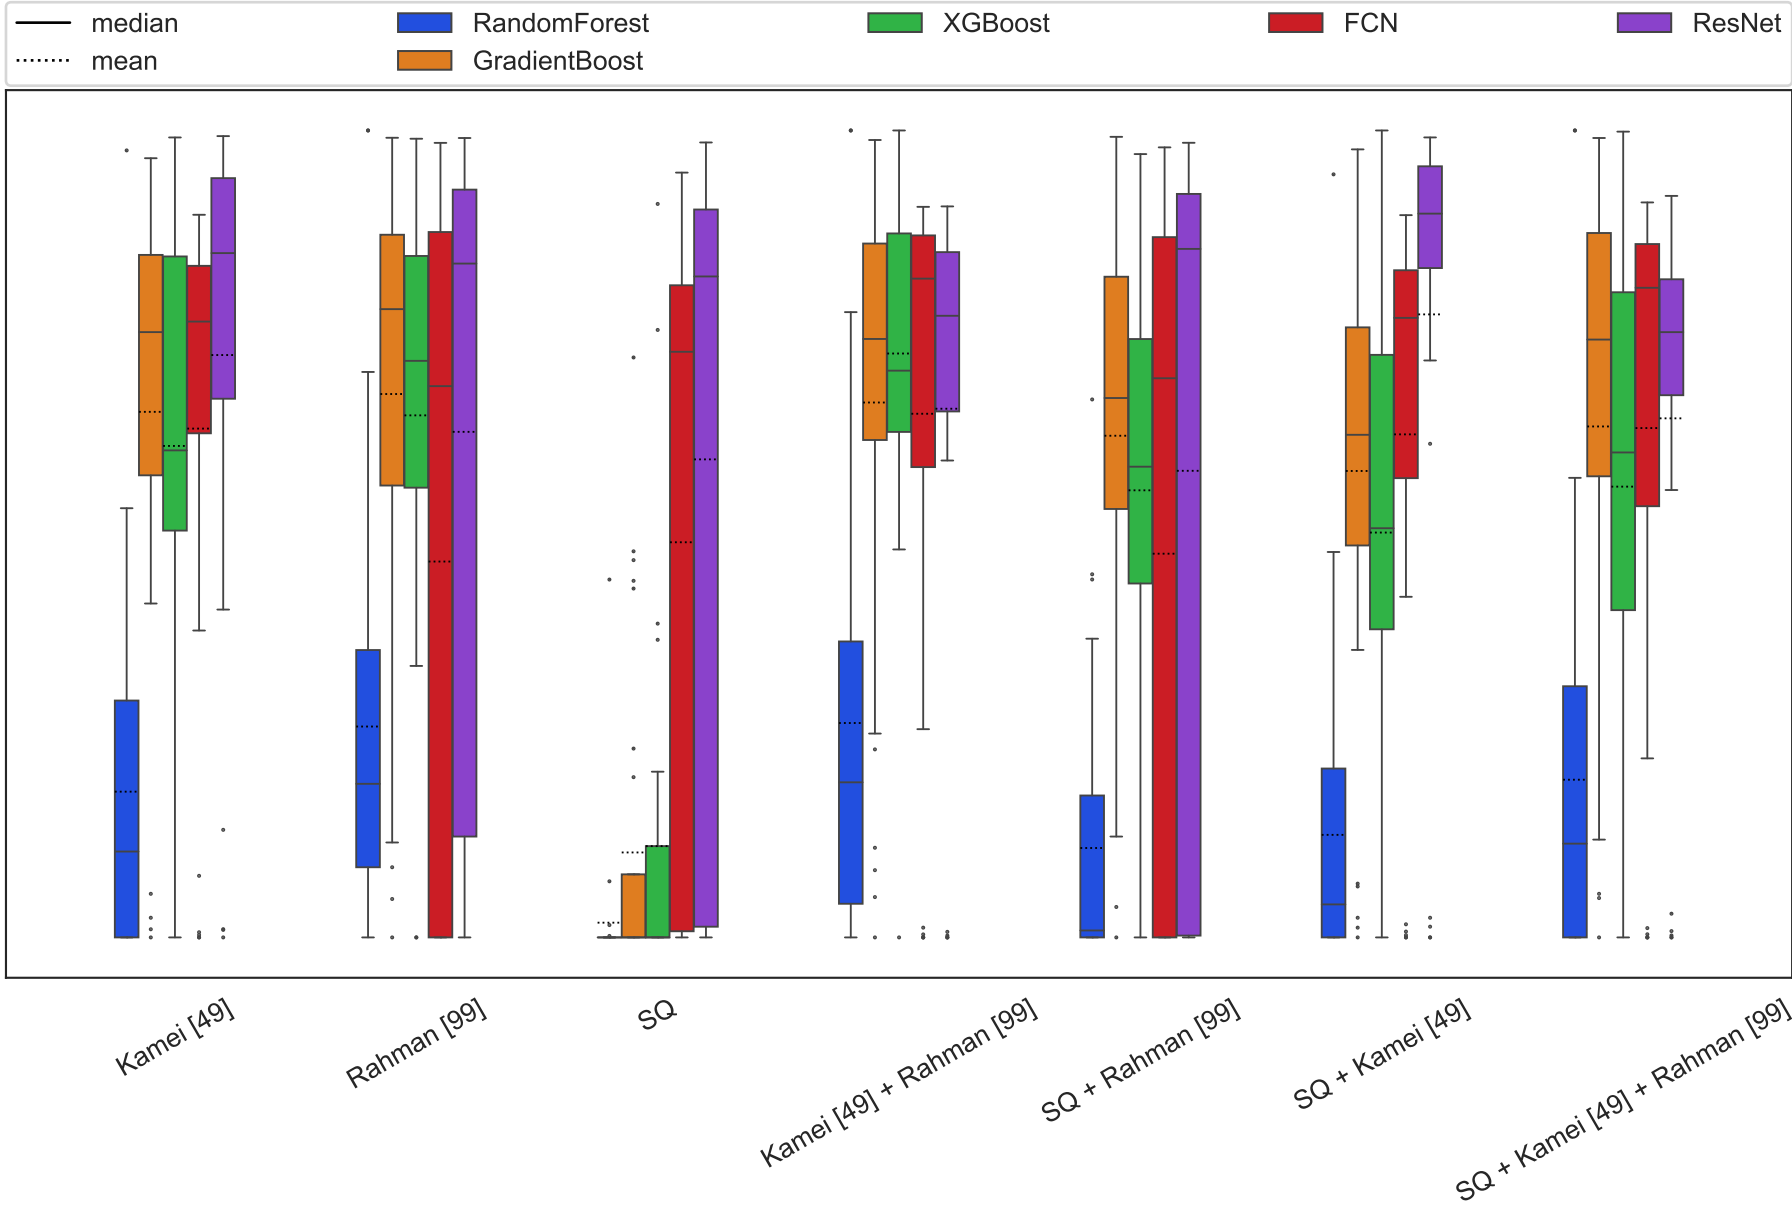 median RandomForest XGBoost FCN ResNet
mean GradientBoost
Kamei [49]
Rahman [99]
SQ
Kamei [49] + Rahman [99]
SQ + Rahman [99]
SQ + Kamei [49]
SQ + Kamei [49] + Rahman [99]